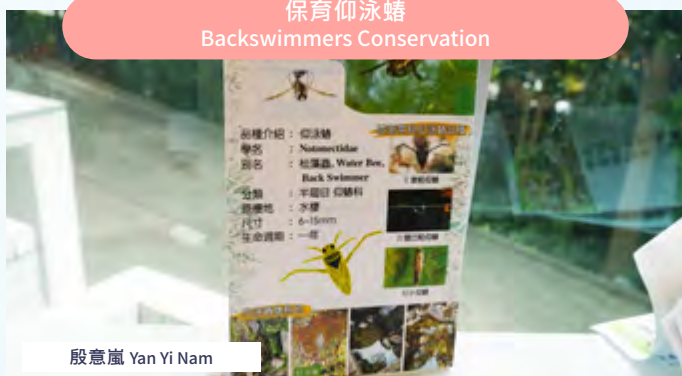 保育仰泳蝽
Backswimmers Conservation
品種介紹 : 仰泳蝽
學名 : Notonectidae
別名 : 松藻蟲, Water Bee,
Back Swimmer
分類 : 半翅目 仰蝽科
棲息地 : 水棲
尺寸 : 6-15mm
生命週期 : 一年
殷意嵐 Yan Yi Nam